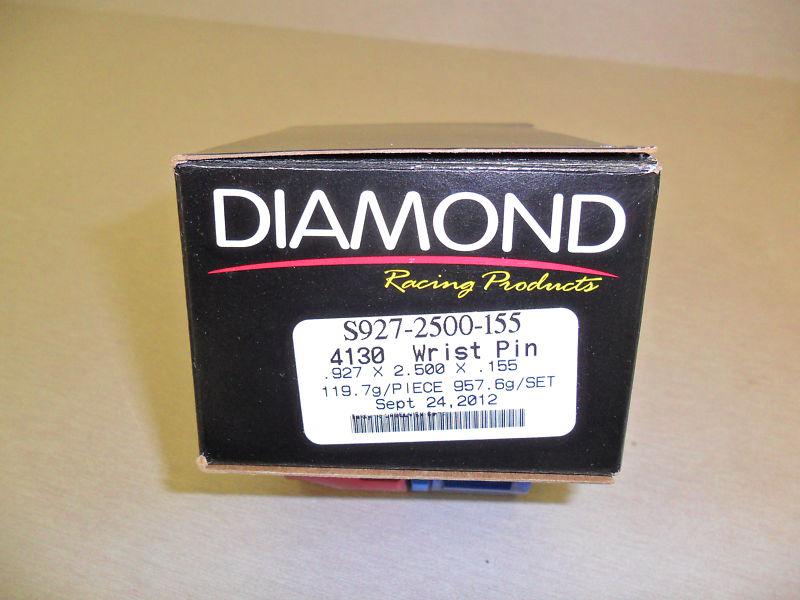 DIAMOND
Racing Products
S927-2500-155
4130 Wrist Pin
.927 X 2.500 X .155
119.7g/PIECE 957.6g/SET
Sept 24,2012